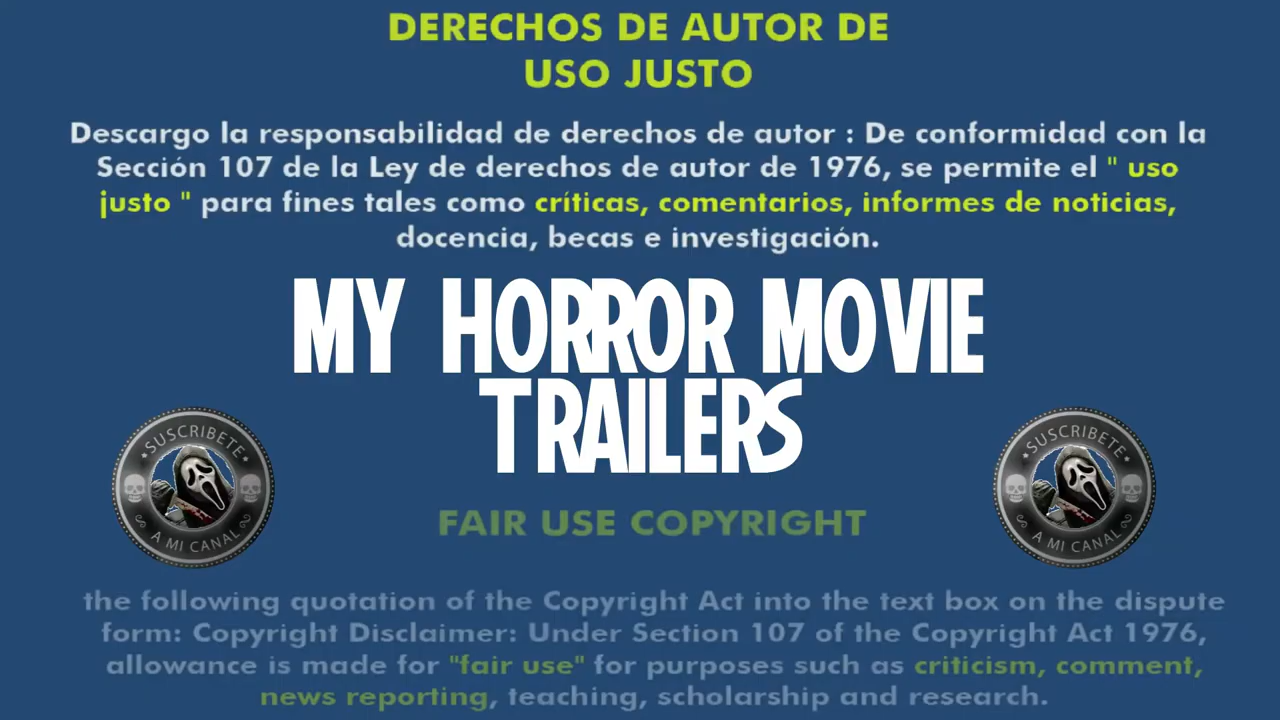 DERECHOS DE AUTOR DE
USO JUSTO
Descargo la responsabilidad de derechos de autor : De conformidad con la
Sección 107 de la Ley de derechos de autor de 1976, se permite el " uso
justo " para fines tales como críticas, comentarios, informes de noticias,
docencia, becas e investigación.
MY HORROR MOVIE
TRAILERS
SUSCRIBETE
A MI CANAL
SUSCRIBETE
A MI CANAL
FAIR USE COPYRIGHT
the following quotation of the Copyright Act into the text box on the dispute
form: Copyright Disclaimer: Under Section 107 of the Copyright Act 1976,
allowance is made for "fair use" for purposes such as criticism, comment,
news reporting, teaching, scholarship and research.